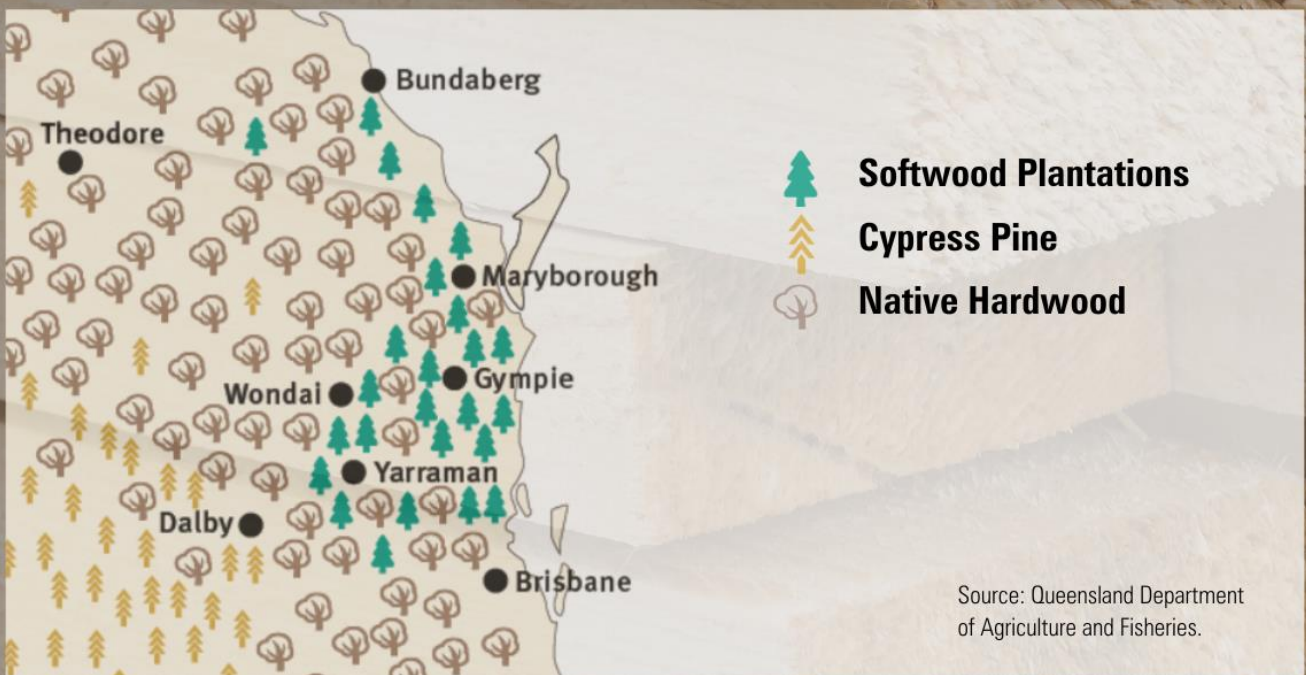 Bundaberg
Theodore
Softwood Plantations
Cypress Pine
Maryborough
Native Hardwood
Gympie
Wondai
Yarraman
Dalby
Brisbane
Source: Queensland Department
of Agriculture and Fisheries.